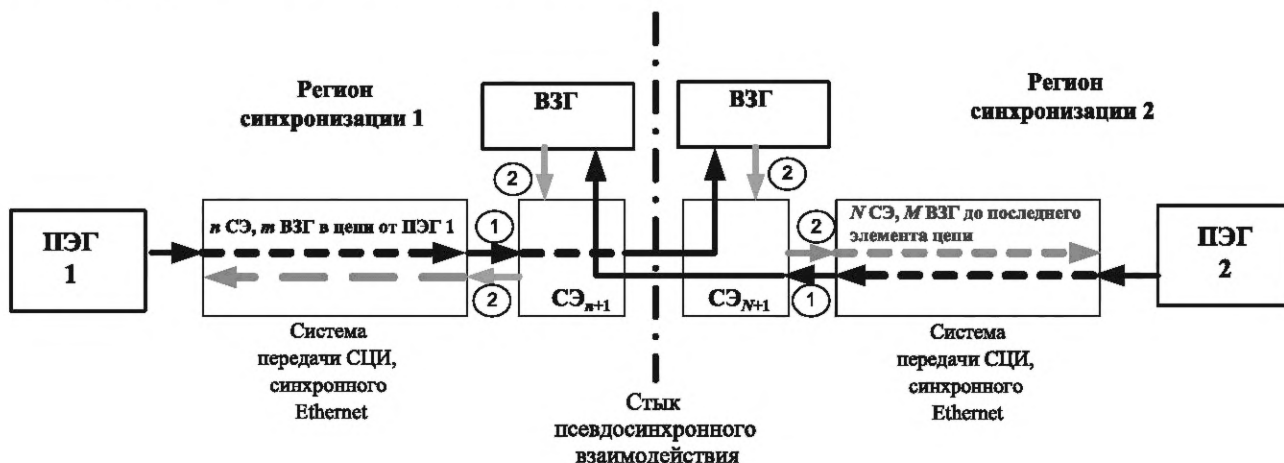 Регион
синхронизации 1
ВЗГ
ВЗГ
Регион
синхронизации 2
2
2
ПЭГ
1
n СЭ, m ВЗГ в цепи от ПЭГ 1
1
2
СЭn+1
СЭN+1
2
1
N СЭ, M ВЗГ до последнего
элемента цепи
ПЭГ
2
Система
передачи СЦИ,
синхронного
Ethernet
Стык
псевдосинхронного
взаимодействия
Система
передачи СЦИ,
синхронного
Ethernet